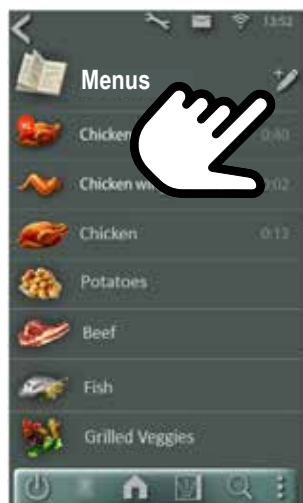 13:52
Menus
Chicken
0:40
Chicken wi
0:02
Chicken
0:13
Potatoes
Beef
Fish
Grilled Veggies